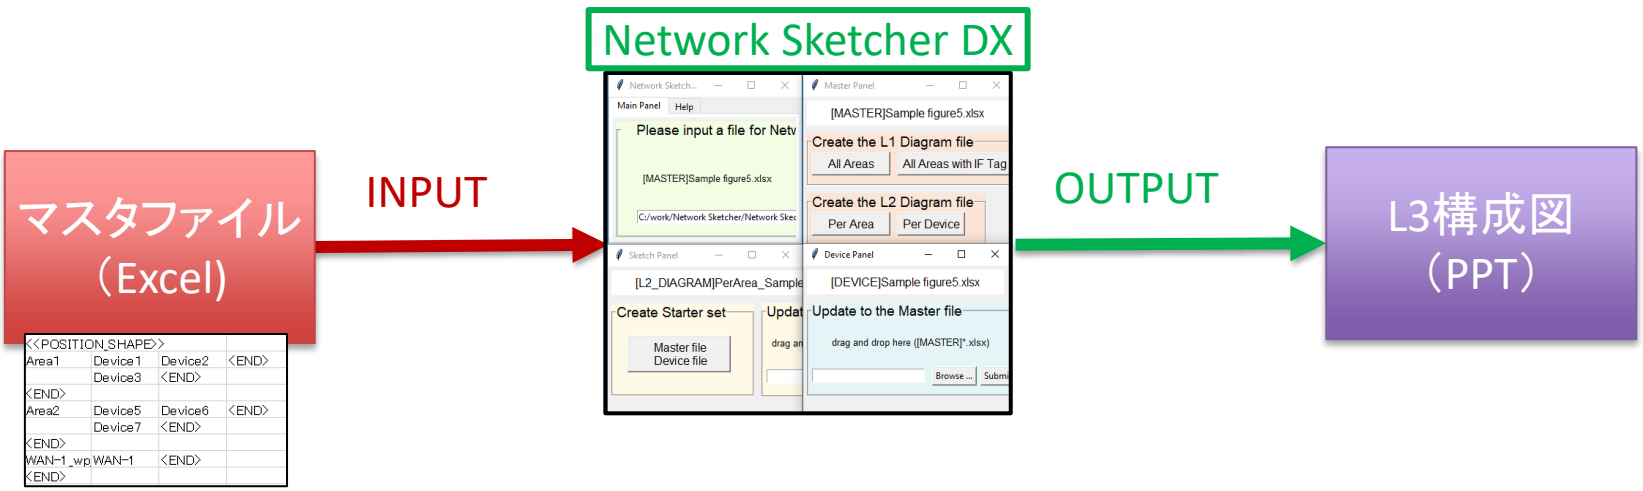 Network Sketcher DX
マスタファイル
（Excel)
<<POSITION_SHAPE>>
Area1 Device1 Device2 <END>
Device3 <END>
<END>
Area2 Device5 Device6 <END>
Device7 <END>
<END>
WAN-1_wp WAN-1 <END>
<END>
INPUT
Network Sketch...
Main Panel Help
Please input a file for Netw
[MASTER]Sample figure5.xlsx
C:/work/Network Sketcher/Network Skec
Master Panel
[MASTER]Sample figure5.xlsx
Create the L1 Diagram file
All Areas All Areas with IF Tag
Create the L2 Diagram file
Per Area Per Device
Sketch Panel
[L2_DIAGRAM]PerArea_Sample
Create Starter set
Master file
Device file
Updat
drag an
Device Panel
[DEVICE]Sample figure5.xlsx
Update to the Master file
drag and drop here ([MASTER]*.xlsx)
Browse ... Submi
OUTPUT
L3構成図
（PPT）